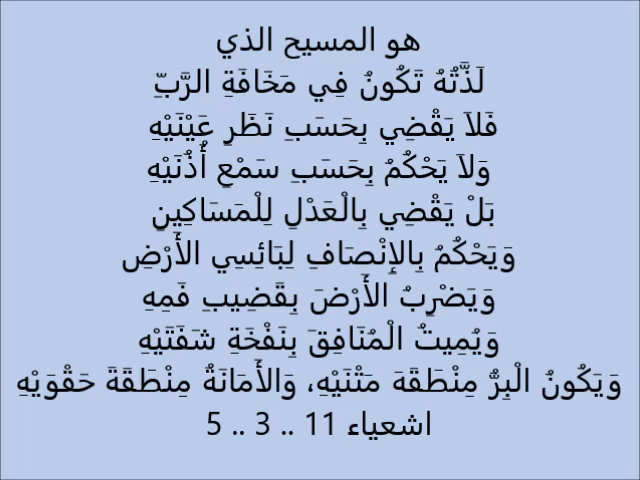 هو المسيح الذي
لَذَّتُهُ تَكُونُ فِي مَخَافَةِ الرَّبِّ
فَلاَ يَقْضِي بِحَسَبِ نَظَرِ عَيْنَيْهِ
وَلاَ يَحْكُمُ بِحَسَبِ سَمْعِ أُذُنَيْهِ
بَلْ يَقْضِي بِالْعَدْلِ لِلْمَسَاكِينِ
وَيَحْكُمُ بِالإِنْصَافِ لِبَائِسِي الأَرْضِ
وَيَضْرِبُ الأَرْضَ بِقَضِيبِ فَمِهِ
وَيُمِيتُ الْمُنَافِقَ بِنَفْخَةِ شَفَتَيْهِ
وَيَكُونُ الْبِرُّ مِنْطَقَهَ مَتْنَيْهِ، وَالأَمَانَةُ مِنْطَقَةَ حَقْوَيْهِ
اشعياء 11 .. 3 .. 5